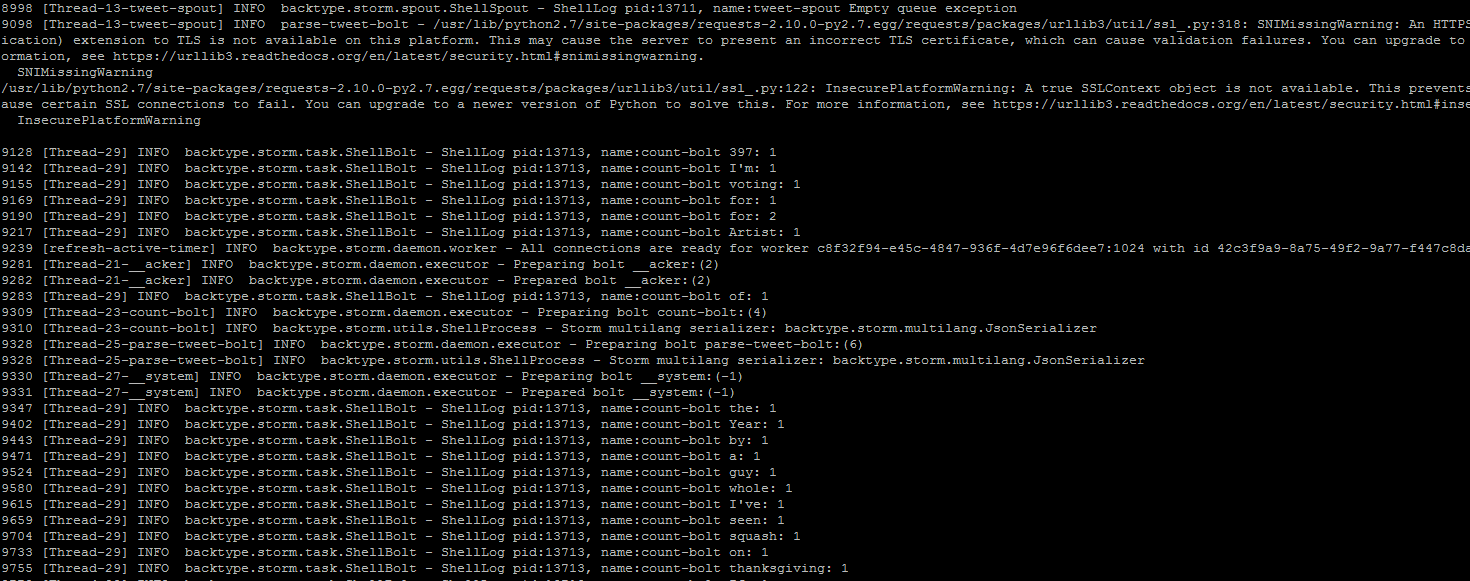 8998 [Thread-13-tweet-spout] INFO  backtype.storm.spout.ShellSpout - ShellLog pid:13711, name:tweet-spout Empty queue exception
9098 [Thread-13-tweet-spout] INFO  parse-tweet-bolt - /usr/lib/python2.7/site-packages/requests-2.10.0-py2.7.egg/requests/packages/urllib3/util/ssl_.py:318: SNIMissingWarning: An HTTPS
ication) extension to TLS is not available on this platform. This may cause the server to present an incorrect TLS certificate, which can cause validation failures. You can upgrade to
ormation, see https://urllib3.readthedocs.org/en/latest/security.html#snimissingwarning.
  SNIMissingWarning
/usr/lib/python2.7/site-packages/requests-2.10.0-py2.7.egg/requests/packages/urllib3/util/ssl_.py:122: InsecurePlatformWarning: A true SSLContext object is not available. This prevents
ause certain SSL connections to fail. You can upgrade to a newer version of Python to solve this. For more information, see https://urllib3.readthedocs.org/en/latest/security.html#inse
  InsecurePlatformWarning
9128 [Thread-29] INFO  backtype.storm.task.ShellBolt - ShellLog pid:13713, name:count-bolt 397: 1
9142 [Thread-29] INFO  backtype.storm.task.ShellBolt - ShellLog pid:13713, name:count-bolt I'm: 1
9155 [Thread-29] INFO  backtype.storm.task.ShellBolt - ShellLog pid:13713, name:count-bolt voting: 1
9169 [Thread-29] INFO  backtype.storm.task.ShellBolt - ShellLog pid:13713, name:count-bolt for: 1
9190 [Thread-29] INFO  backtype.storm.task.ShellBolt - ShellLog pid:13713, name:count-bolt for: 2
9217 [Thread-29] INFO  backtype.storm.task.ShellBolt - ShellLog pid:13713, name:count-bolt Artist: 1
9239 [refresh-active-timer] INFO  backtype.storm.daemon.worker - All connections are ready for worker c8f32f94-e45c-4847-936f-4d7e96f6dee7:1024 with id 42c3f9a9-8a75-49f2-9a77-f447c8da
9281 [Thread-21-__acker] INFO  backtype.storm.daemon.executor - Preparing bolt __acker:(2)
9282 [Thread-21-__acker] INFO  backtype.storm.daemon.executor - Prepared bolt __acker:(2)
9283 [Thread-29] INFO  backtype.storm.task.ShellBolt - ShellLog pid:13713, name:count-bolt of: 1
9309 [Thread-23-count-bolt] INFO  backtype.storm.daemon.executor - Preparing bolt count-bolt:(4)
9310 [Thread-23-count-bolt] INFO  backtype.storm.utils.ShellProcess - Storm multilang serializer: backtype.storm.multilang.JsonSerializer
9328 [Thread-25-parse-tweet-bolt] INFO  backtype.storm.daemon.executor - Preparing bolt parse-tweet-bolt:(6)
9328 [Thread-25-parse-tweet-bolt] INFO  backtype.storm.utils.ShellProcess - Storm multilang serializer: backtype.storm.multilang.JsonSerializer
9330 [Thread-27-__system] INFO  backtype.storm.daemon.executor - Preparing bolt __system:(-1)
9331 [Thread-27-__system] INFO  backtype.storm.daemon.executor - Prepared bolt __system:(-1)
9347 [Thread-29] INFO  backtype.storm.task.ShellBolt - ShellLog pid:13713, name:count-bolt the: 1
9402 [Thread-29] INFO  backtype.storm.task.ShellBolt - ShellLog pid:13713, name:count-bolt Year: 1
9443 [Thread-29] INFO  backtype.storm.task.ShellBolt - ShellLog pid:13713, name:count-bolt by: 1
9471 [Thread-29] INFO  backtype.storm.task.ShellBolt - ShellLog pid:13713, name:count-bolt a: 1
9524 [Thread-29] INFO  backtype.storm.task.ShellBolt - ShellLog pid:13713, name:count-bolt guy: 1
9580 [Thread-29] INFO  backtype.storm.task.ShellBolt - ShellLog pid:13713, name:count-bolt whole: 1
9615 [Thread-29] INFO  backtype.storm.task.ShellBolt - ShellLog pid:13713, name:count-bolt I've: 1
9659 [Thread-29] INFO  backtype.storm.task.ShellBolt - ShellLog pid:13713, name:count-bolt seen: 1
9704 [Thread-29] INFO  backtype.storm.task.ShellBolt - ShellLog pid:13713, name:count-bolt squash: 1
9733 [Thread-29] INFO  backtype.storm.task.ShellBolt - ShellLog pid:13713, name:count-bolt on: 1
9755 [Thread-29] INFO  backtype.storm.task.ShellBolt - ShellLog pid:13713, name:count-bolt thanksgiving: 1